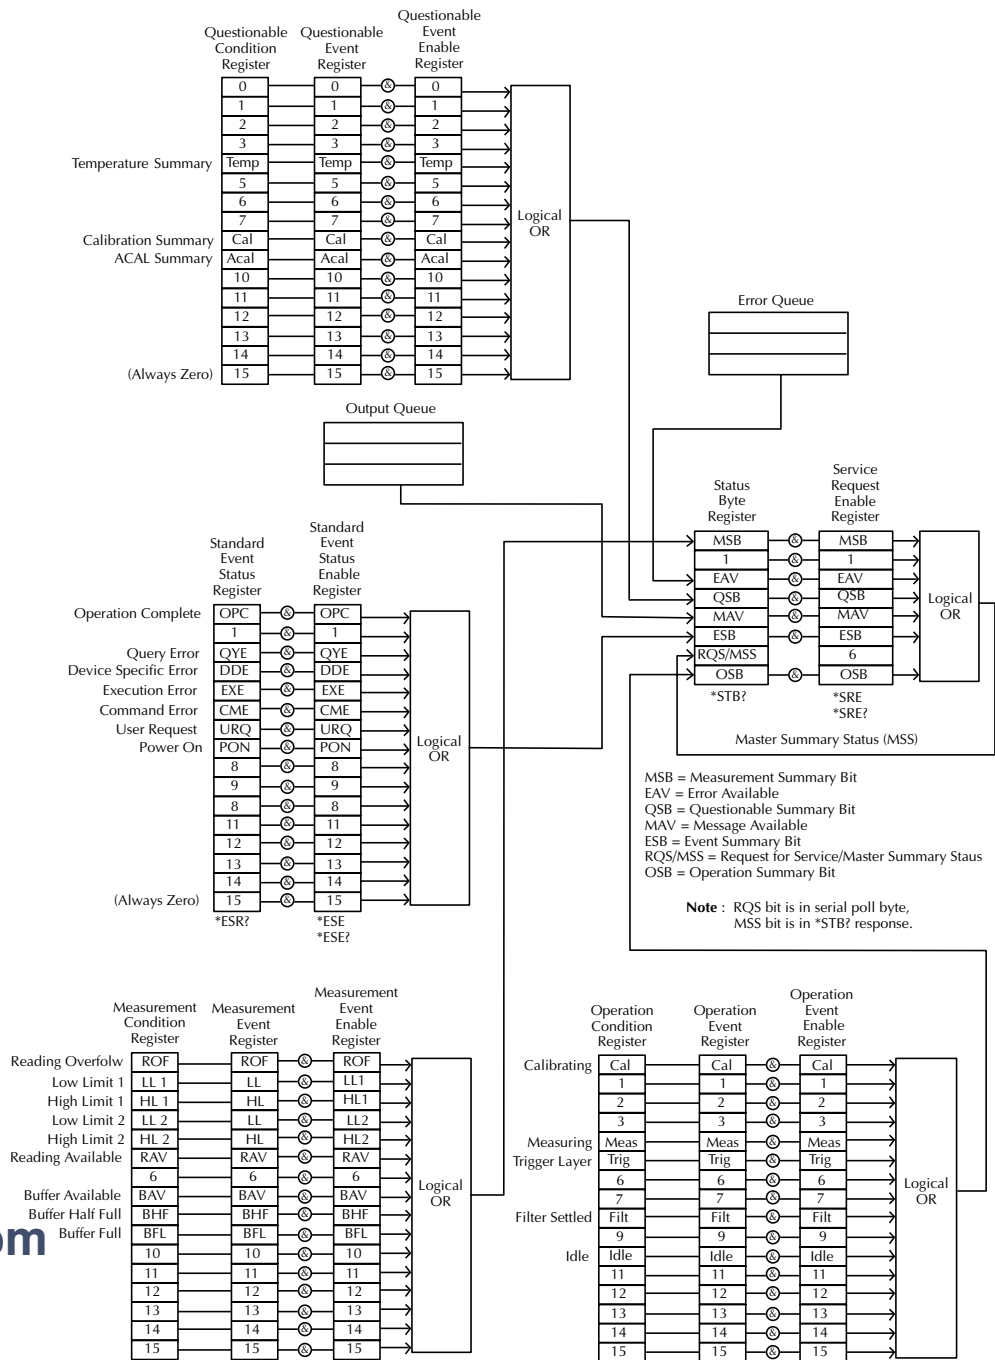 Questionable
Condition
Register
Questionable
Event
Register
Questionable
Event
Enable
Register
0 & 0 & 0
1 1 & 1
2 2 & 2
3 3 & 3
Temperature Summary Temp Temp & Temp
5 5 & 5
6 6 & 6
7 7 & 7
Calibration Summary Cal Cal & Cal
ACAL Summary Acal Acal & Acal
10 10 & 10
11 11 & 11
12 12 & 12
13 13 & 13
14 14 & 14
(Always Zero) 15 15 & 15
Logical
OR
Error Queue
Output Queue
Status
Byte
Register
Service
Request
Enable
Register
MSB & MSB
1 & 1
EAV & EAV
QSB & QSB
MAV & MAV
ESB & ESB
RQS/MSS 6
OSB & OSB
*STB?
*SRE
*SRE?
Logical
OR
Master Summary Status (MSS)
Standard
Event
Status
Register
Standard
Event
Status
Enable
Register
Operation Complete OPC & OPC
1 & 1
Query Error QYE & QYE
Device Specific Error DDE & DDE
Execution Error EXE & EXE
Command Error CME & CME
User Request URQ & URQ
Power On PON & PON
8 & 8
9 & 9
8 & 8
11 & 11
12 & 12
13 & 13
14 & 14
(Always Zero) 15 & 15
*ESR?
*ESE
*ESE?
Logical
OR
MSB = Measurement Summary Bit
EAV = Error Available
QSB = Questionable Summary Bit
MAV = Message Available
ESB = Event Summary Bit
RQS/MSS = Request for Service/Master Summary Staus
OSB = Operation Summary Bit
Note : RQS bit is in serial poll byte,
MSS bit is in *STB? response.
Measurement
Condition
Register
Measurement
Event
Register
Measurement
Event
Enable
Register
Reading Overfolw ROF ROF & ROF
Low Limit 1 LL 1 LL & LL1
High Limit 1 HL 1 HL & HL1
Low Limit 2 LL 2 LL & LL2
High Limit 2 HL 2 HL & HL2
Reading Available RAV RAV & RAV
6 6 & 6
Buffer Available BAV BAV & BAV
Buffer Half Full BHF BHF & BHF
Buffer Full BFL BFL & BFL
10 10 & 10
11 11 & 11
12 12 & 12
13 13 & 13
14 14 & 14
15 15 & 15
Logical
OR
om
Operation
Condition
Register
Operation
Event
Register
Operation
Event
Enable
Register
Calibrating Cal Cal & Cal
1 1 & 1
2 2 & 2
3 3 & 3
Measuring Meas Meas & Meas
Trigger Layer Trig Trig & Trig
6 6 & 6
7 7 & 7
Filter Settled Filt Filt & Filt
9 9 & 9
Idle Idle Idle & Idle
11 11 & 11
12 12 & 12
13 13 & 13
14 14 & 14
15 15 & 15
Logical
OR